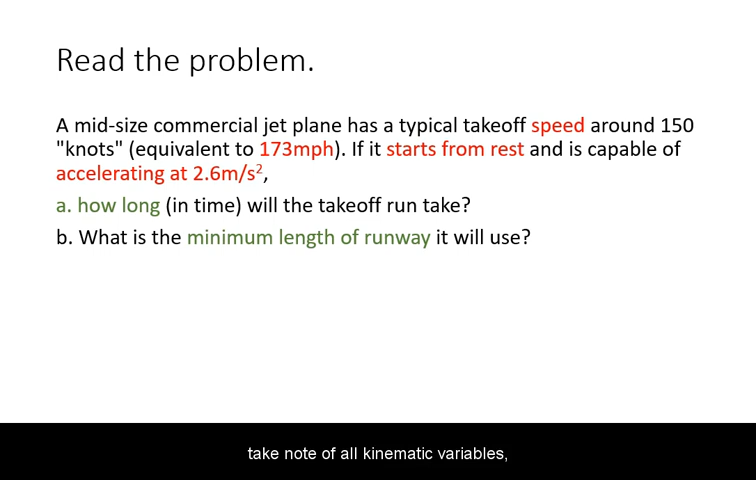 Read the problem.
A mid-size commercial jet plane has a typical takeoff speed around 150
"knots" (equivalent to 173mph). If it starts from rest and is capable of
accelerating at 2.6m/s²,
a. how long (in time) will the takeoff run take?
b. What is the minimum length of runway it will use?
take note of all kinematic variables,